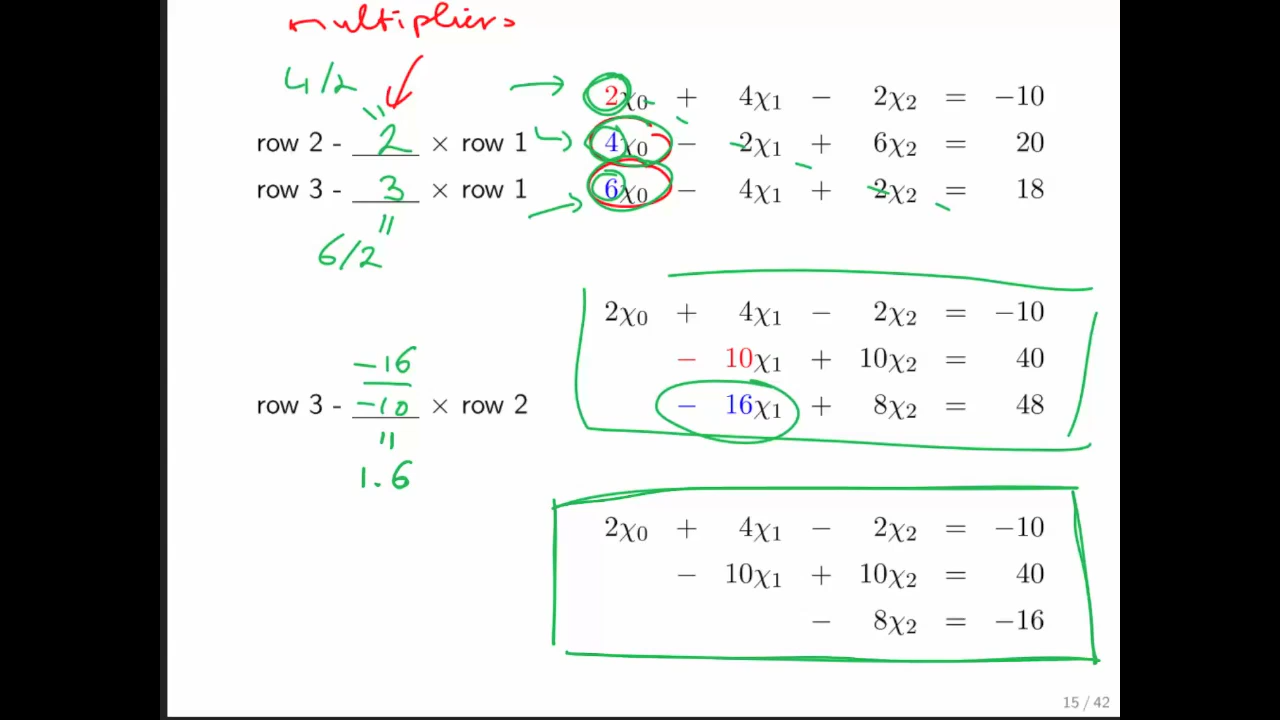 multipliers
4/2
"
2χ₀ + 4χ₁ − 2χ₂ = −10
row 2 - 2 × row 1 4χ₀ − 2χ₁ + 6χ₂ = 20
row 3 - 3 × row 1 6χ₀ − 4χ₁ + 2χ₂ = 18
"
6/2
2χ₀ + 4χ₁ − 2χ₂ = −10
− 10χ₁ + 10χ₂ = 40
−16
row 3 - −10 × row 2 − 16χ₁ + 8χ₂ = 48
"
1.6
2χ₀ + 4χ₁ − 2χ₂ = −10
− 10χ₁ + 10χ₂ = 40
− 8χ₂ = −16
15 / 42